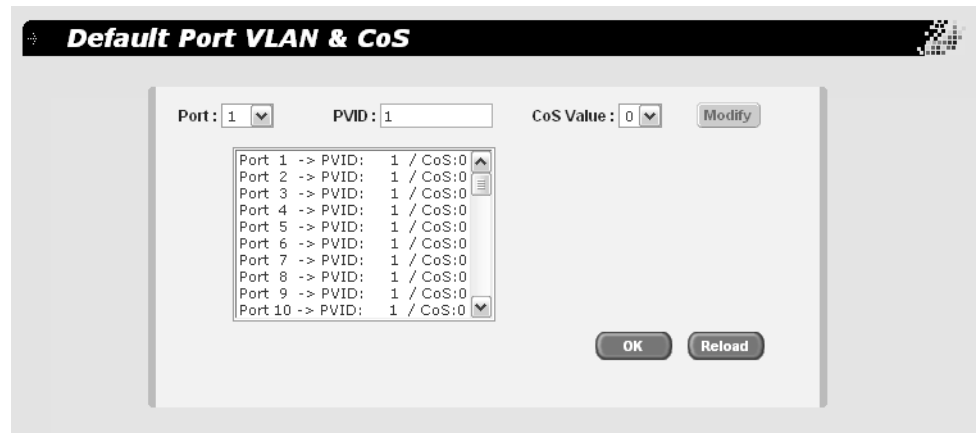 Default Port VLAN & CoS
Port : 1 PVID : 1 CoS Value : 0 Modify
Port 1 -> PVID: 1 / CoS:0
Port 2 -> PVID: 1 / CoS:0
Port 3 -> PVID: 1 / CoS:0
Port 4 -> PVID: 1 / CoS:0
Port 5 -> PVID: 1 / CoS:0
Port 6 -> PVID: 1 / CoS:0
Port 7 -> PVID: 1 / CoS:0
Port 8 -> PVID: 1 / CoS:0
Port 9 -> PVID: 1 / CoS:0
Port 10 -> PVID: 1 / CoS:0
OK Reload